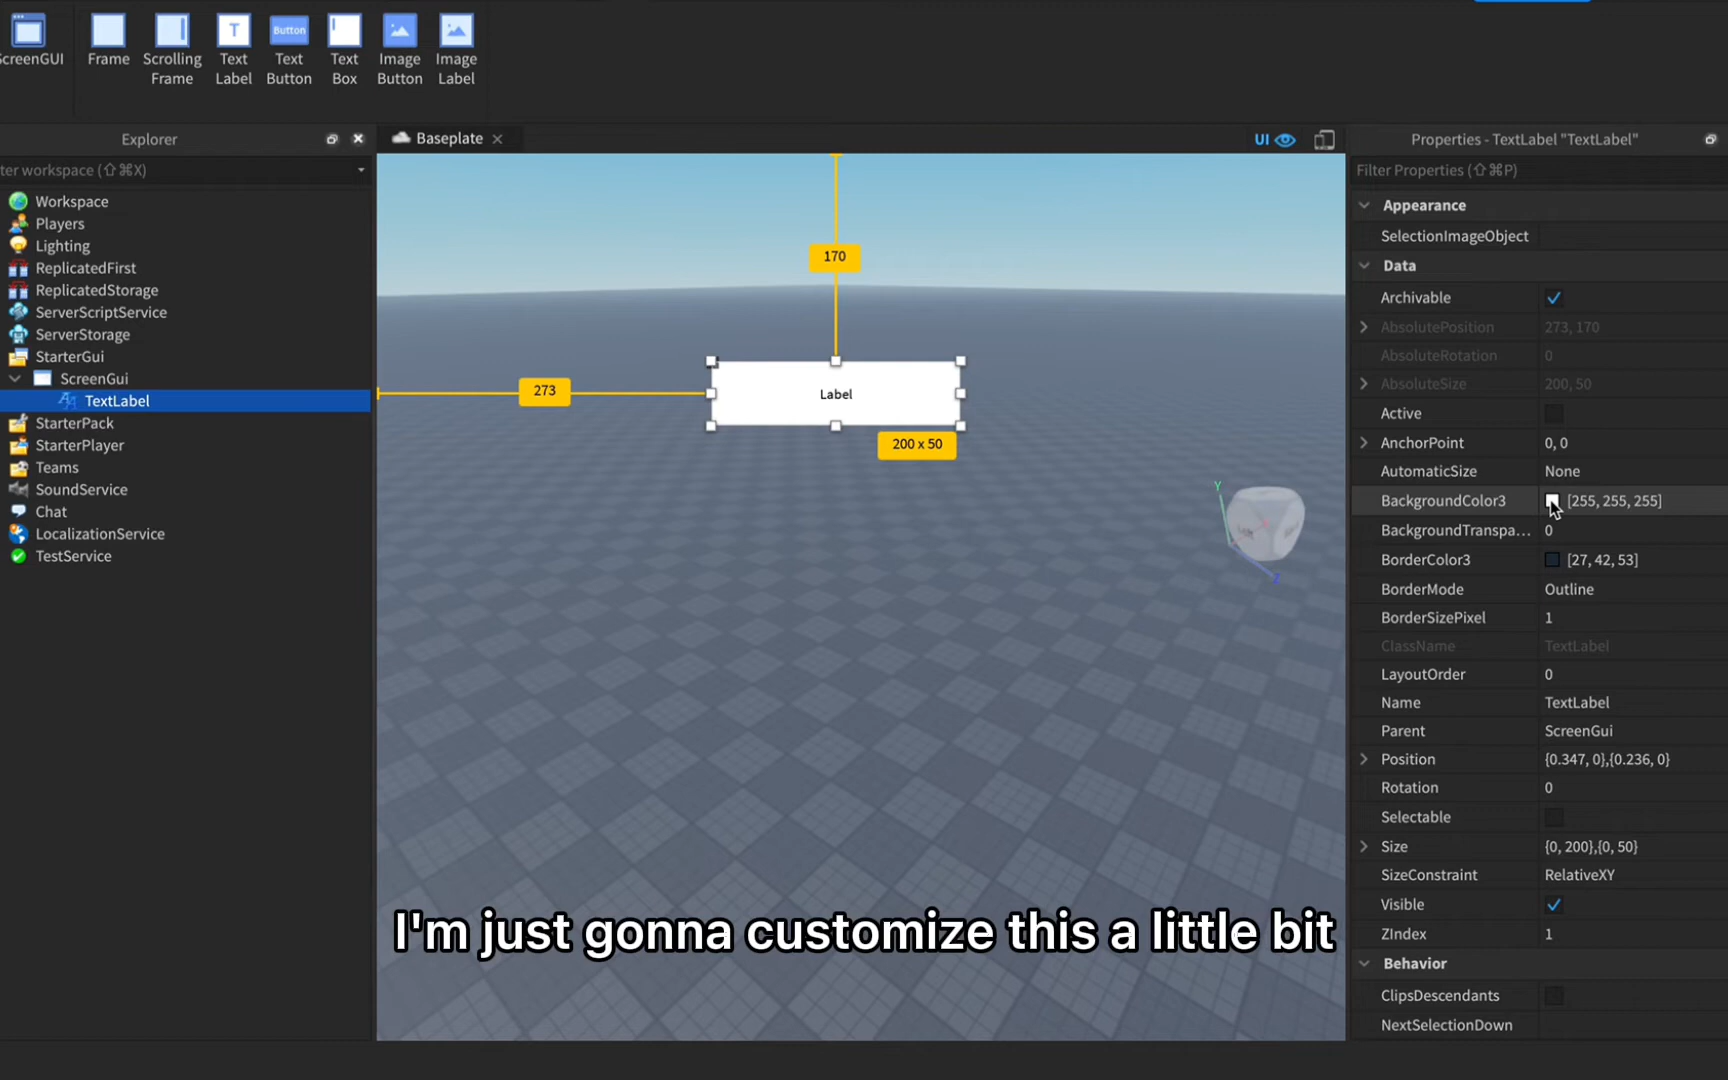 ScreenGUI
Frame
Scrolling
Frame
T
Text
Label
Button
Text
Button
Text
Box
Image
Button
Image
Label
Explorer
ter workspace (⇧⌘X)
Workspace
Players
Lighting
ReplicatedFirst
ReplicatedStorage
ServerScriptService
ServerStorage
StarterGui
ScreenGui
TextLabel
StarterPack
StarterPlayer
Teams
SoundService
Chat
LocalizationService
TestService
Baseplate
UI
170
273
Label
200 x 50
Y
Z
I'm just gonna customize this a little bit
Properties - TextLabel "TextLabel"
Filter Properties (⇧⌘P)
Appearance
SelectionImageObject
Data
Archivable
AbsolutePosition 273, 170
AbsoluteRotation 0
AbsoluteSize 200, 50
Active
AnchorPoint 0, 0
AutomaticSize None
BackgroundColor3 [255, 255, 255]
BackgroundTranspa... 0
BorderColor3 [27, 42, 53]
BorderMode Outline
BorderSizePixel 1
ClassName TextLabel
LayoutOrder 0
Name TextLabel
Parent ScreenGui
Position {0.347, 0},{0.236, 0}
Rotation 0
Selectable
Size {0, 200},{0, 50}
SizeConstraint RelativeXY
Visible
ZIndex 1
Behavior
ClipsDescendants
NextSelectionDown